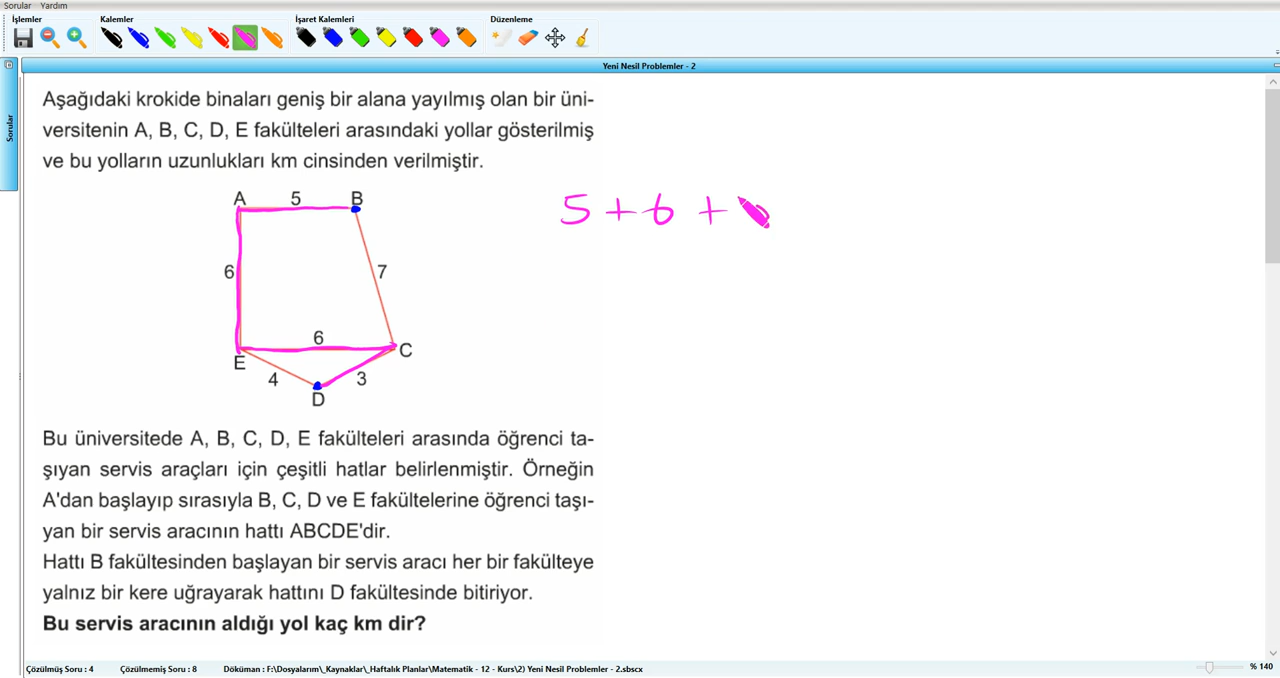 Sorular Yardım
İşlemler Kalemler İşaret Kalemleri Düzenleme
Yeni Nesil Problemler - 2
Sorular
Aşağıdaki krokide binaları geniş bir alana yayılmış olan bir üni-
versitenin A, B, C, D, E fakülteleri arasındaki yollar gösterilmiş
ve bu yolların uzunlukları km cinsinden verilmiştir.
A 5 B
5 + 6 +
6 7
6
E C
4 3
D
Bu üniversitede A, B, C, D, E fakülteleri arasında öğrenci ta-
şıyan servis araçları için çeşitli hatlar belirlenmiştir. Örneğin
A'dan başlayıp sırasıyla B, C, D ve E fakültelerine öğrenci taşı-
yan bir servis aracının hattı ABCDE'dir.
Hattı B fakültesinden başlayan bir servis aracı her bir fakülteye
yalnız bir kere uğrayarak hattını D fakültesinde bitiriyor.
Bu servis aracının aldığı yol kaç km dir?
Çözülmüş Soru : 4 Çözülmemiş Soru : 8 Döküman : F:\Dosyalarım\_Kaynaklar\_Haftalık Planlar\Matematik - 12 - Kurs\2) Yeni Nesil Problemler - 2.sbscx % 140